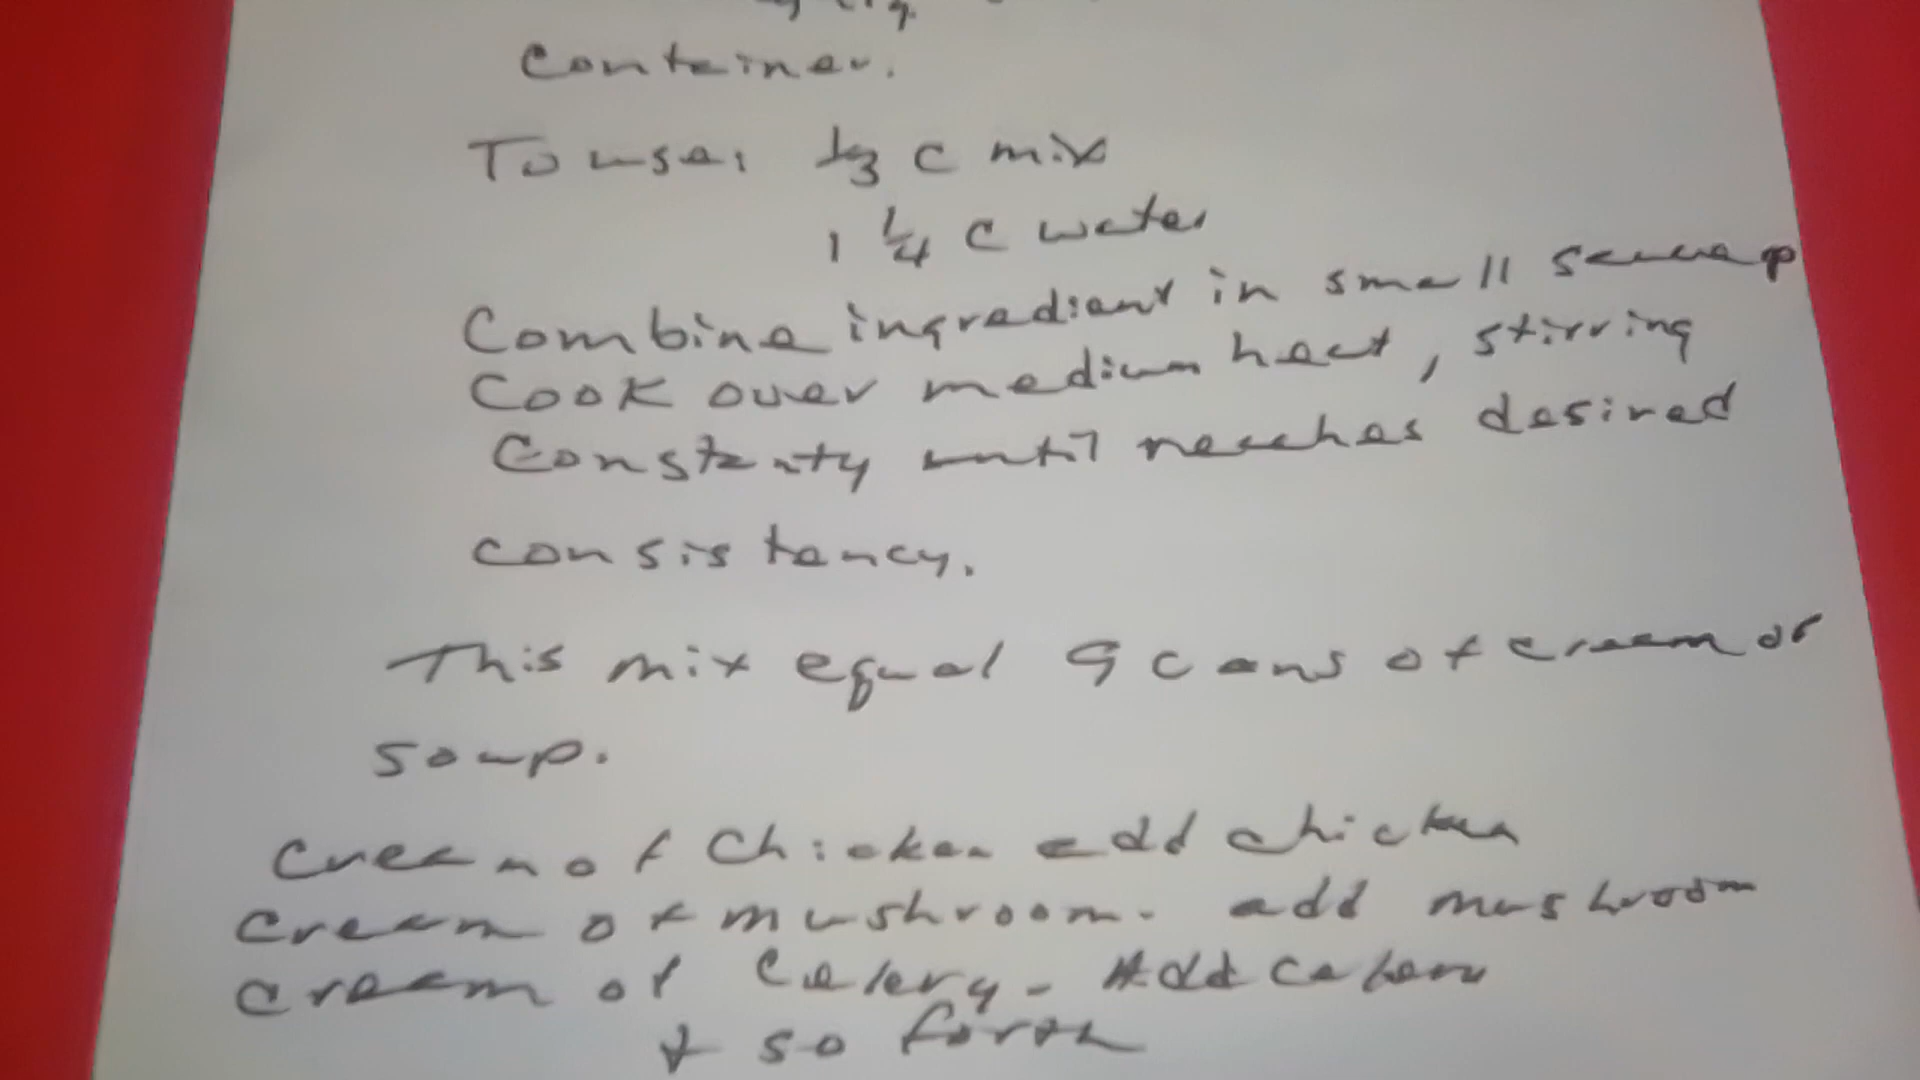 Container.
To use: 1/3 C mix
1 1/4 C water
Combine ingredient in small saucep
Cook over medium heat, stirring
Constanty until reaches desired
consistency.
This mix equal 9 cans of cream of
soup.
Cream of Chicken add chicken
Cream of mushroom - add mushroom
Cream of Celery - Add
& so forth